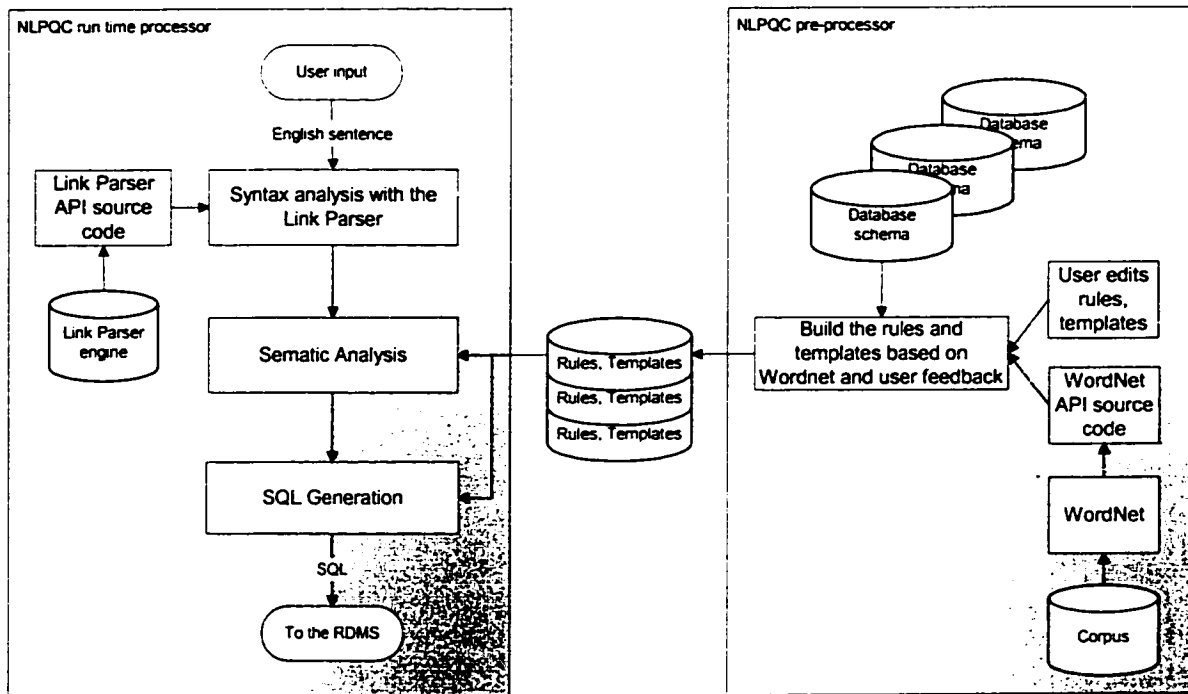 NLPQC run time processor
User input
English sentence
Link Parser
API source
code
Syntax analysis with the
Link Parser
Link Parser
engine
Sematic Analysis
SQL Generation
SQL
To the RDMS
Rules, Templates
Rules, Templates
Rules, Templates
NLPQC pre-processor
Database
ema
Database
ma
Database
schema
User edits
rules,
templates
Build the rules and
templates based on
Wordnet and user feedback
WordNet
API source
code
WordNet
Corpus